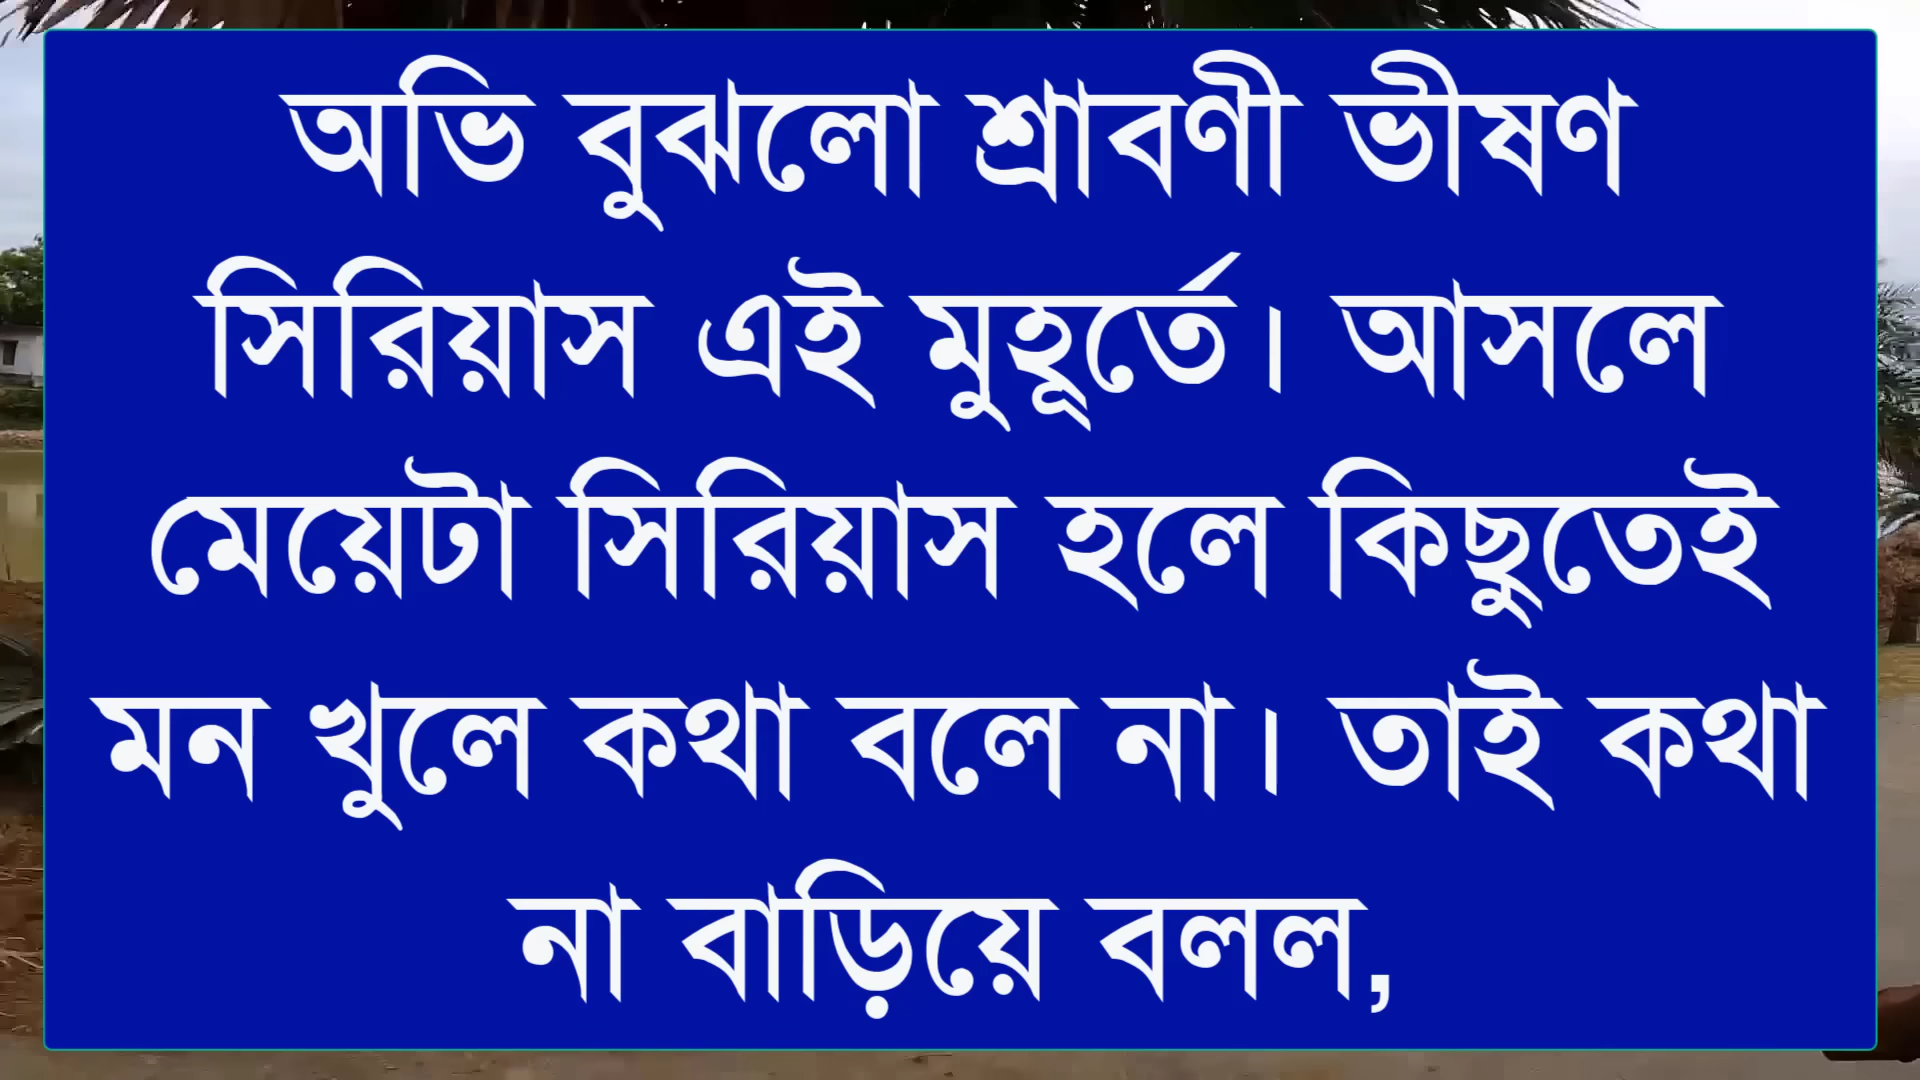 অভি বুঝলো শ্রাবণী ভীষণ
সিরিয়াস এই মুহূর্তে। আসলে
মেয়েটা সিরিয়াস হলে কিছুতেই
মন খুলে কথা বলে না। তাই কথা
না বাড়িয়ে বলল,